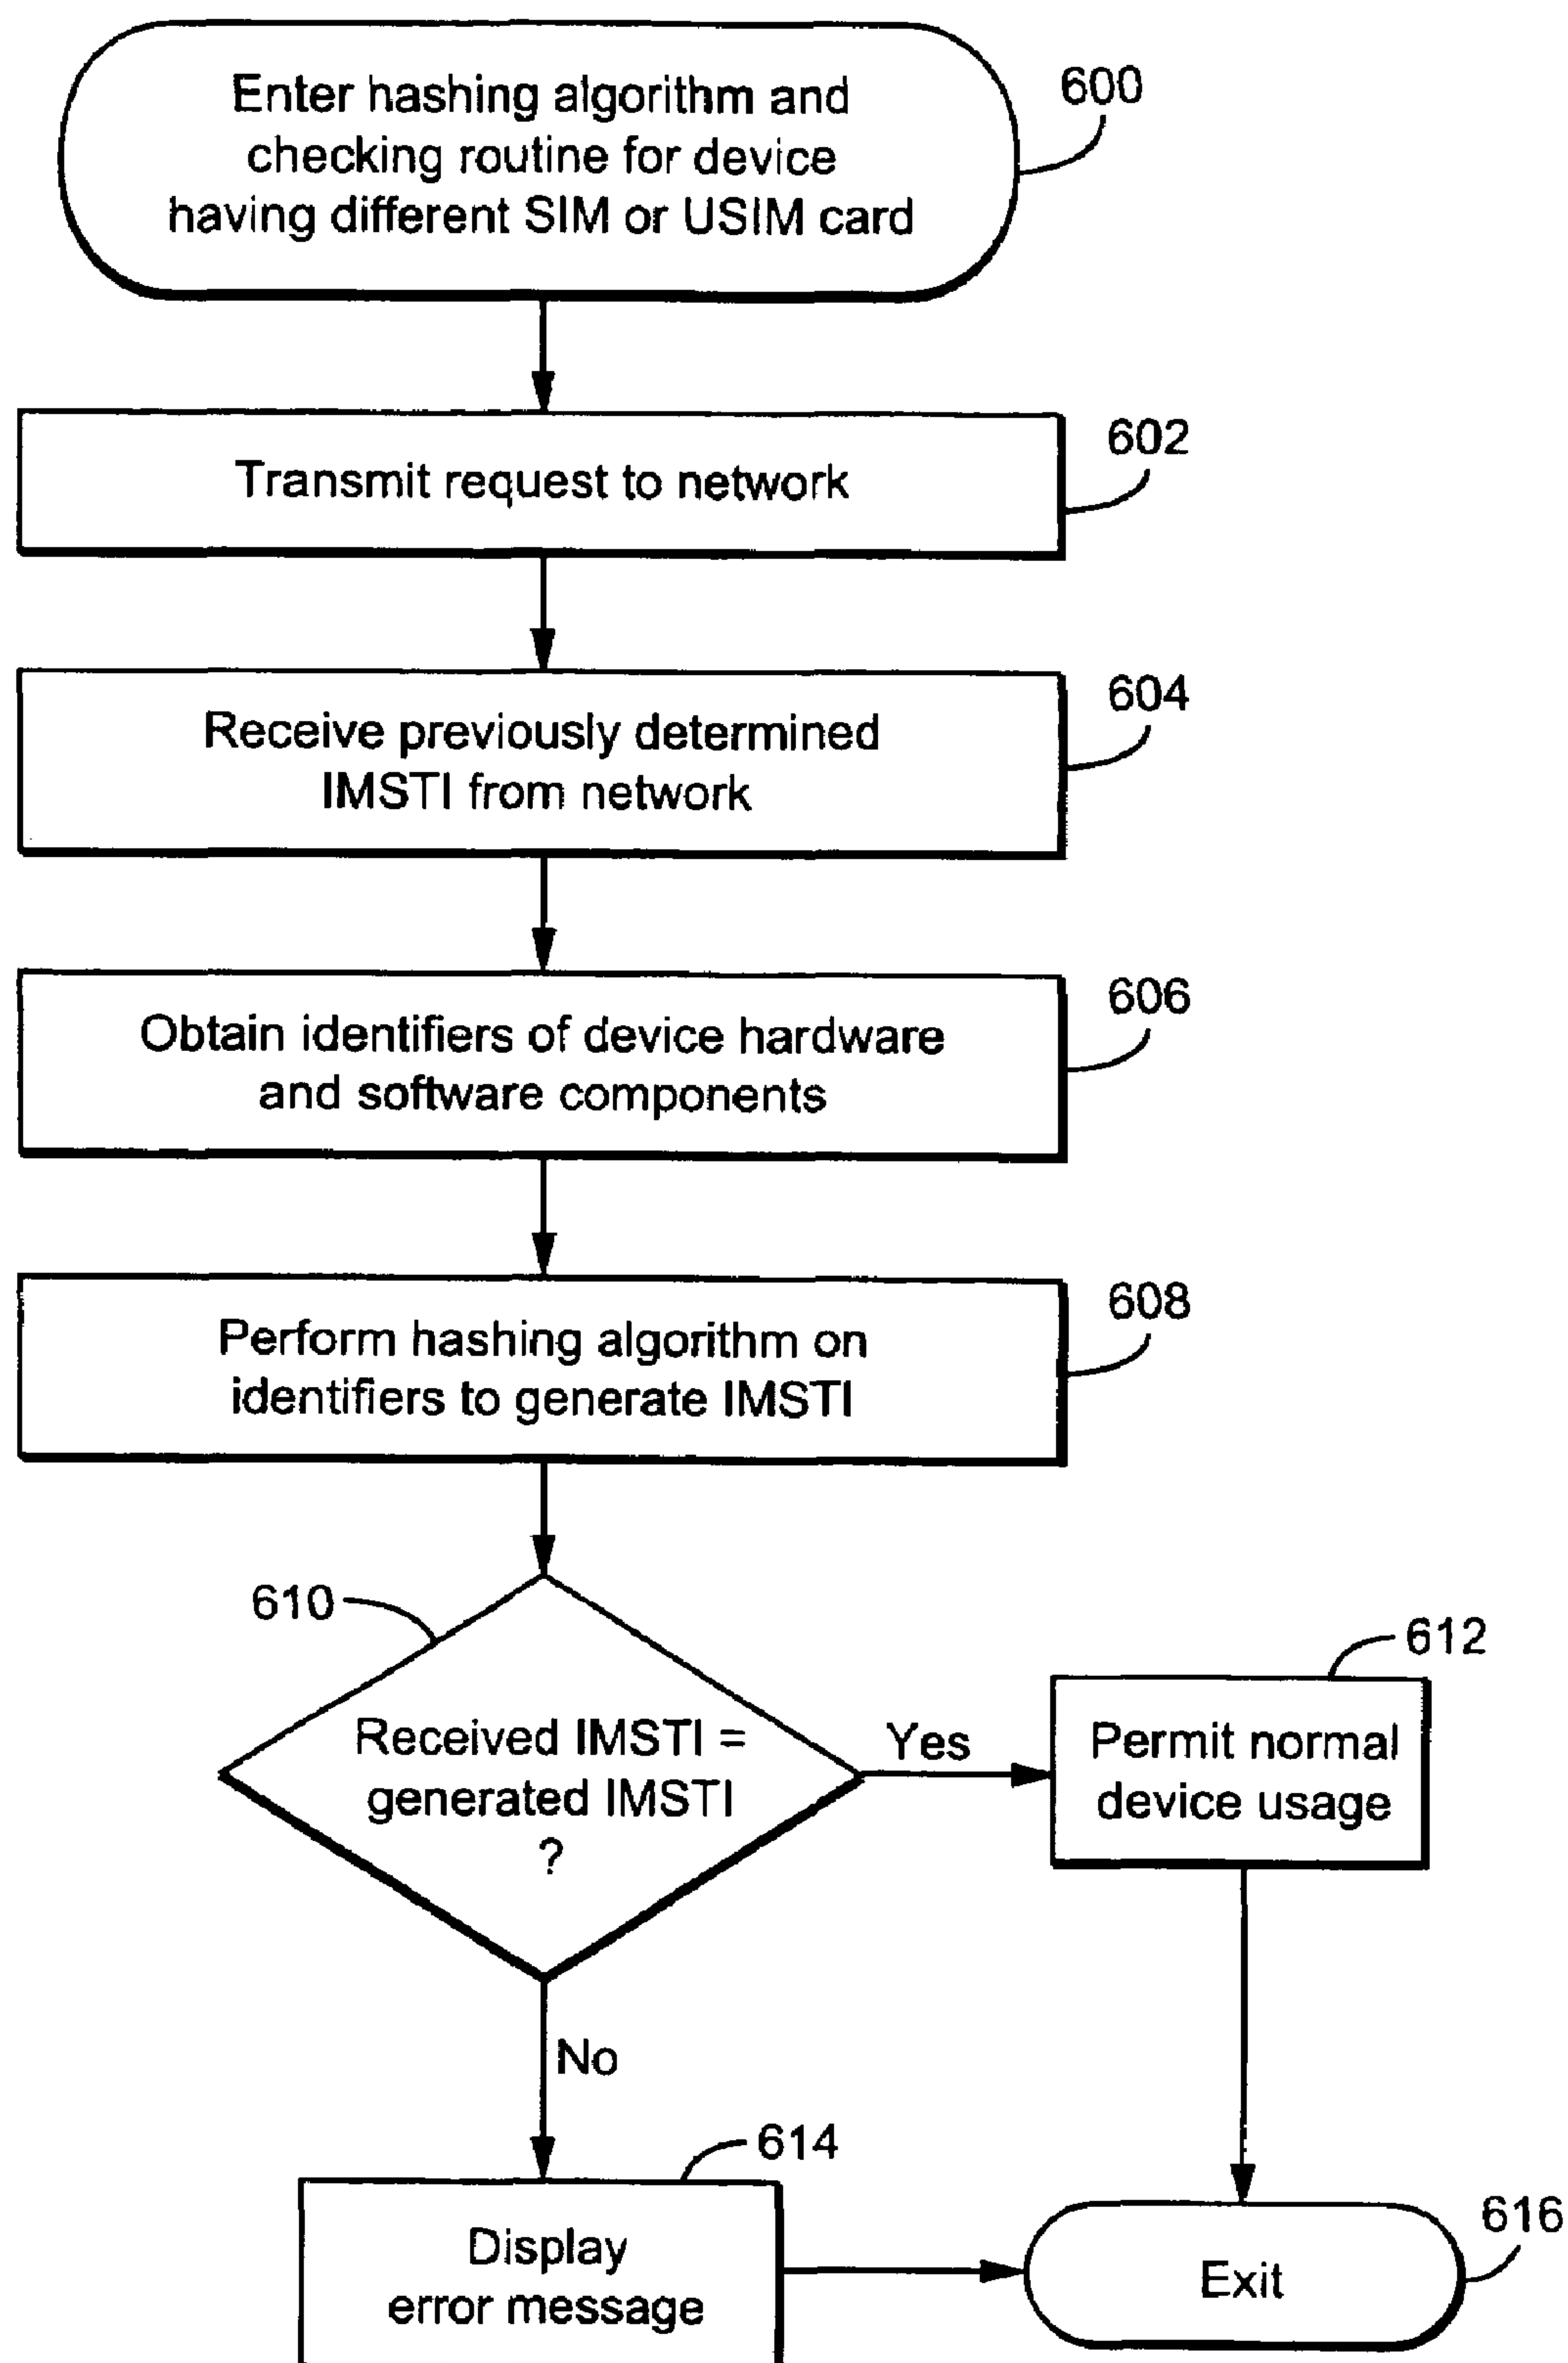 Enter hashing algorithm and
checking routine for device
having different SIM or USIM card
600
Transmit request to network
602
Receive previously determined
IMSTI from network
604
Obtain identifiers of device hardware
and software components
606
Perform hashing algorithm on
identifiers to generate IMSTI
608
610
Received IMSTI =
generated IMSTI
?
Yes
612
Permit normal
device usage
No
614
Display
error message
616
Exit